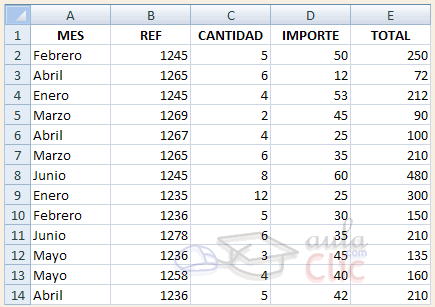 A B C D E
1 MES REF CANTIDAD IMPORTE TOTAL
2 Febrero 1245 5 50 250
3 Abril 1265 6 12 72
4 Enero 1245 4 53 212
5 Marzo 1269 2 45 90
6 Abril 1267 4 25 100
7 Marzo 1265 6 35 210
8 Junio 1245 8 60 480
9 Enero 1235 12 25 300
10 Febrero 1236 5 30 150
11 Junio 1278 6 35 210
12 Mayo 1236 3 45 135
13 Mayo 1258 4 40 160
14 Abril 1236 5 42 210
aula
Clic